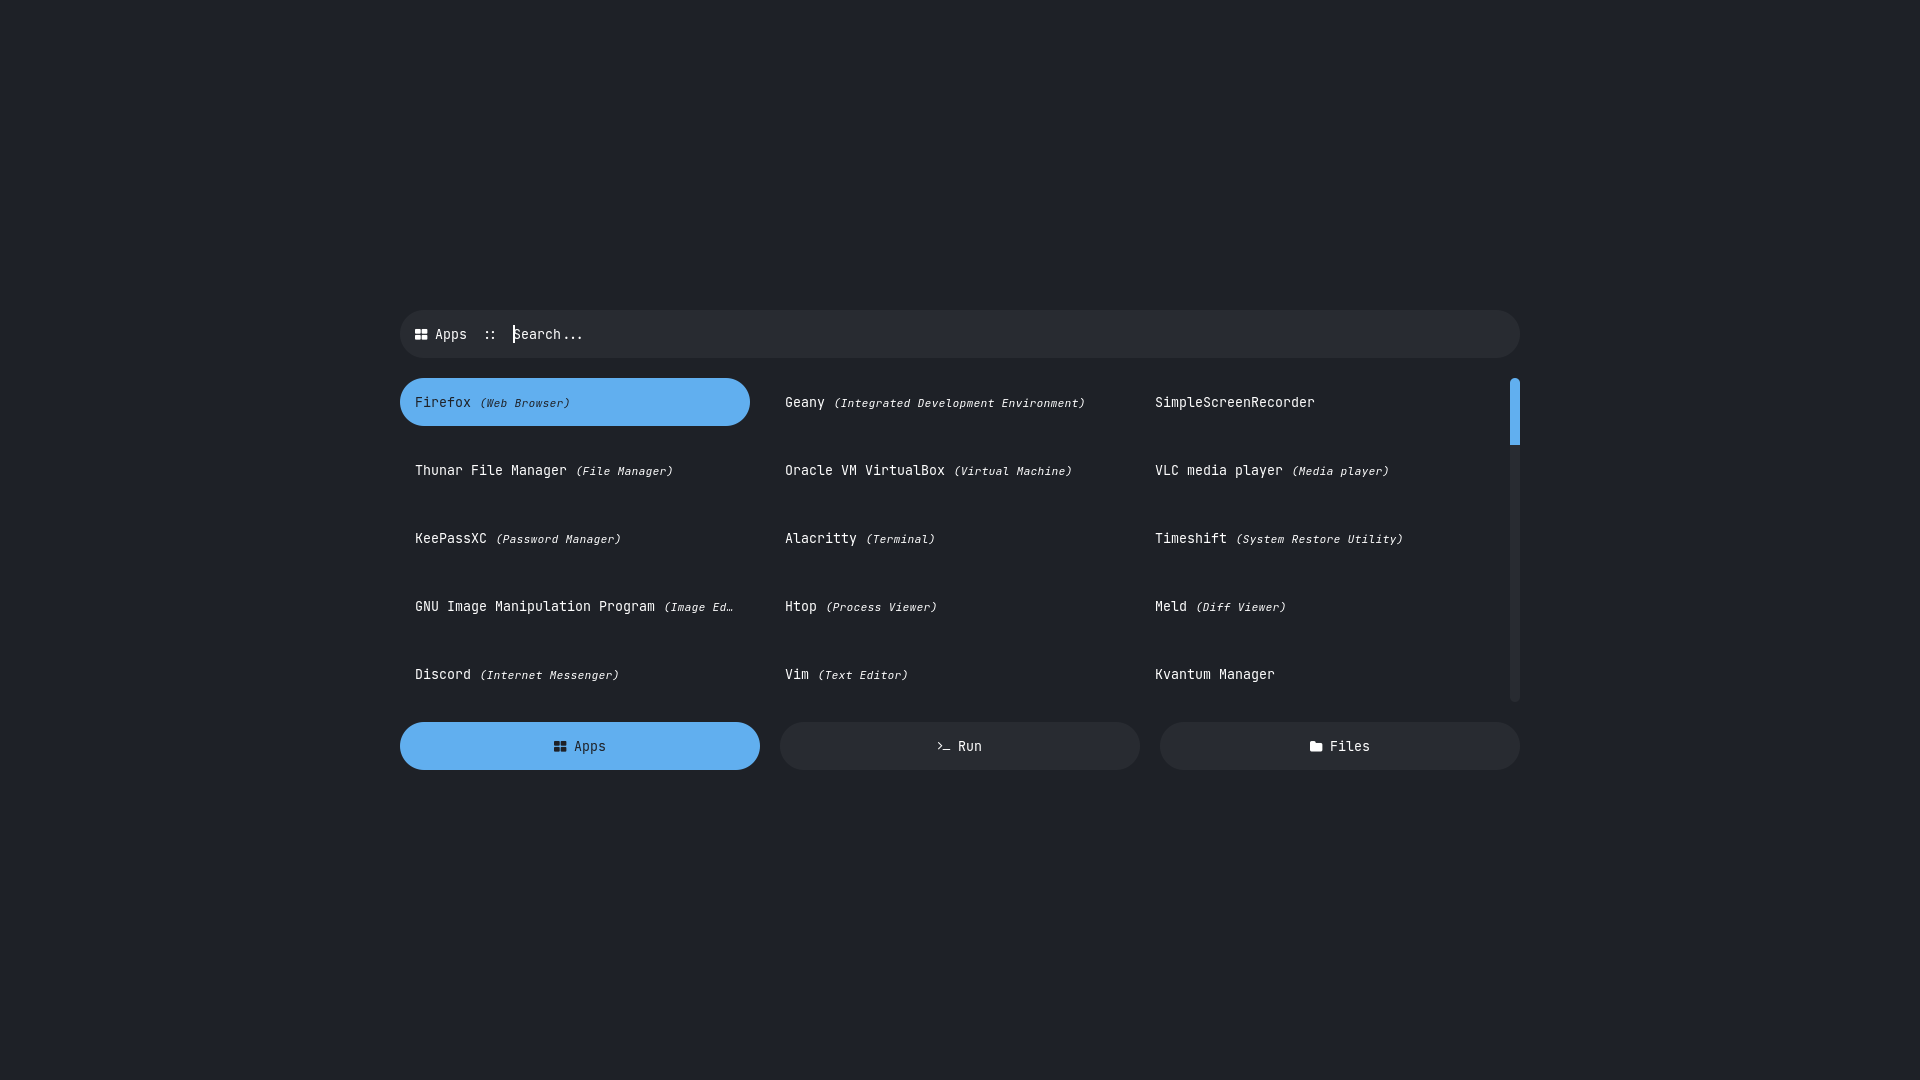 Apps :: Search...
Firefox (Web Browser)
Geany (Integrated Development Environment)
SimpleScreenRecorder
Thunar File Manager (File Manager)
Oracle VM VirtualBox (Virtual Machine)
VLC media player (Media player)
KeePassXC (Password Manager)
Alacritty (Terminal)
Timeshift (System Restore Utility)
GNU Image Manipulation Program (Image Ed…
Htop (Process Viewer)
Meld (Diff Viewer)
Discord (Internet Messenger)
Vim (Text Editor)
Kvantum Manager
Apps
Run
Files